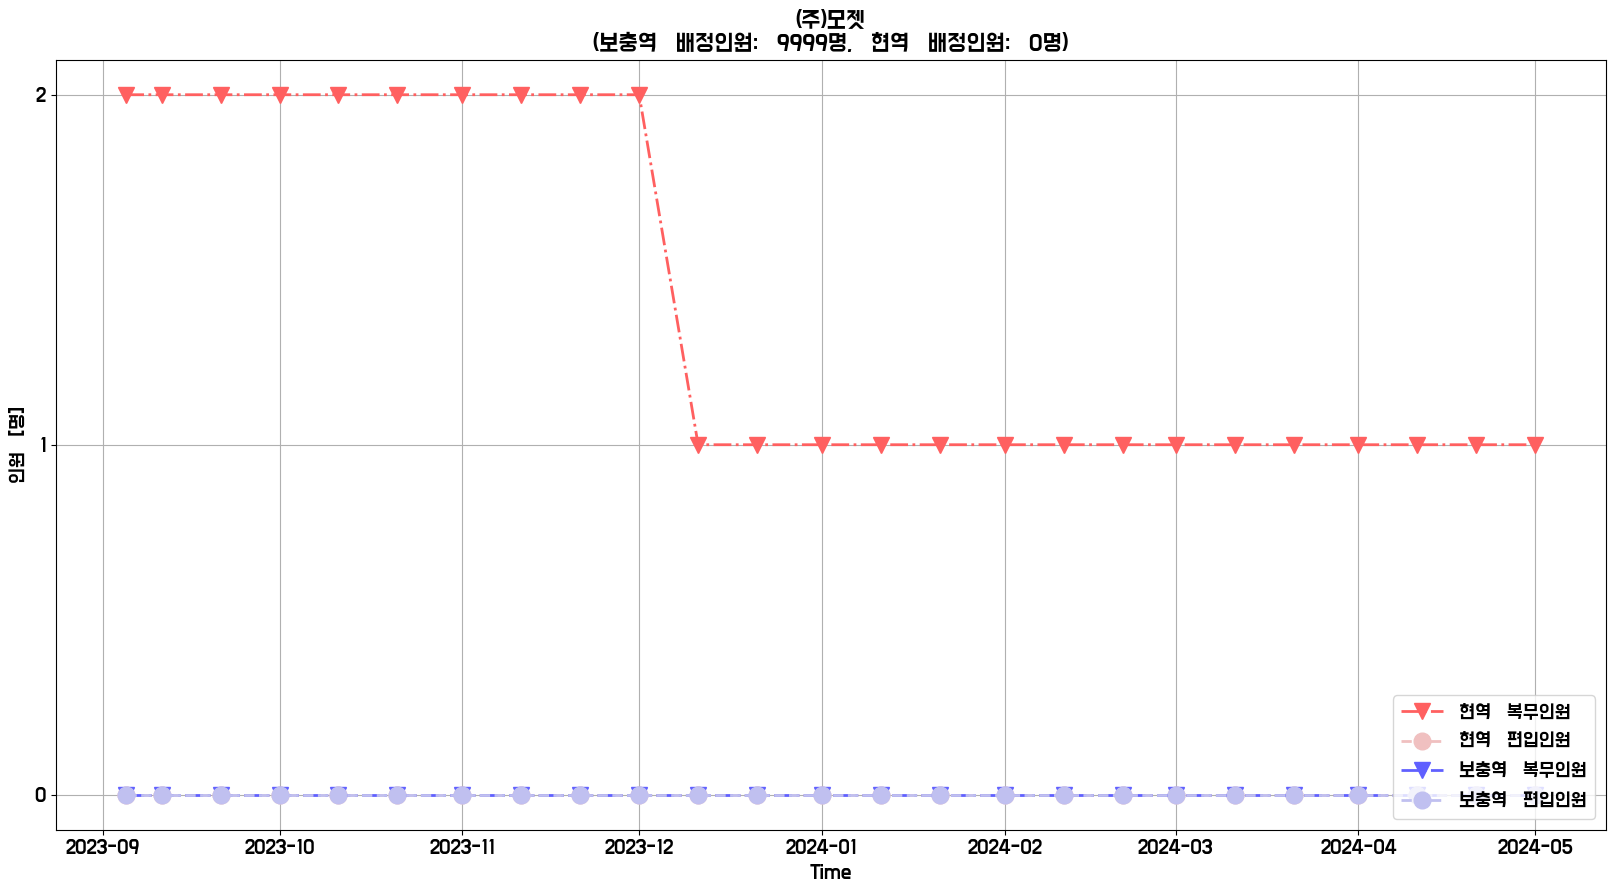 (주)모젯
(보충역 배정인원: 9999명, 현역 배정인원: 0명)
2
1
0
인원 [명]
현역 복무인원
현역 편입인원
보충역 복무인원
보충역 편입인원
2023-09 2023-10 2023-11 2023-12 2024-01 2024-02 2024-03 2024-04 2024-05
Time